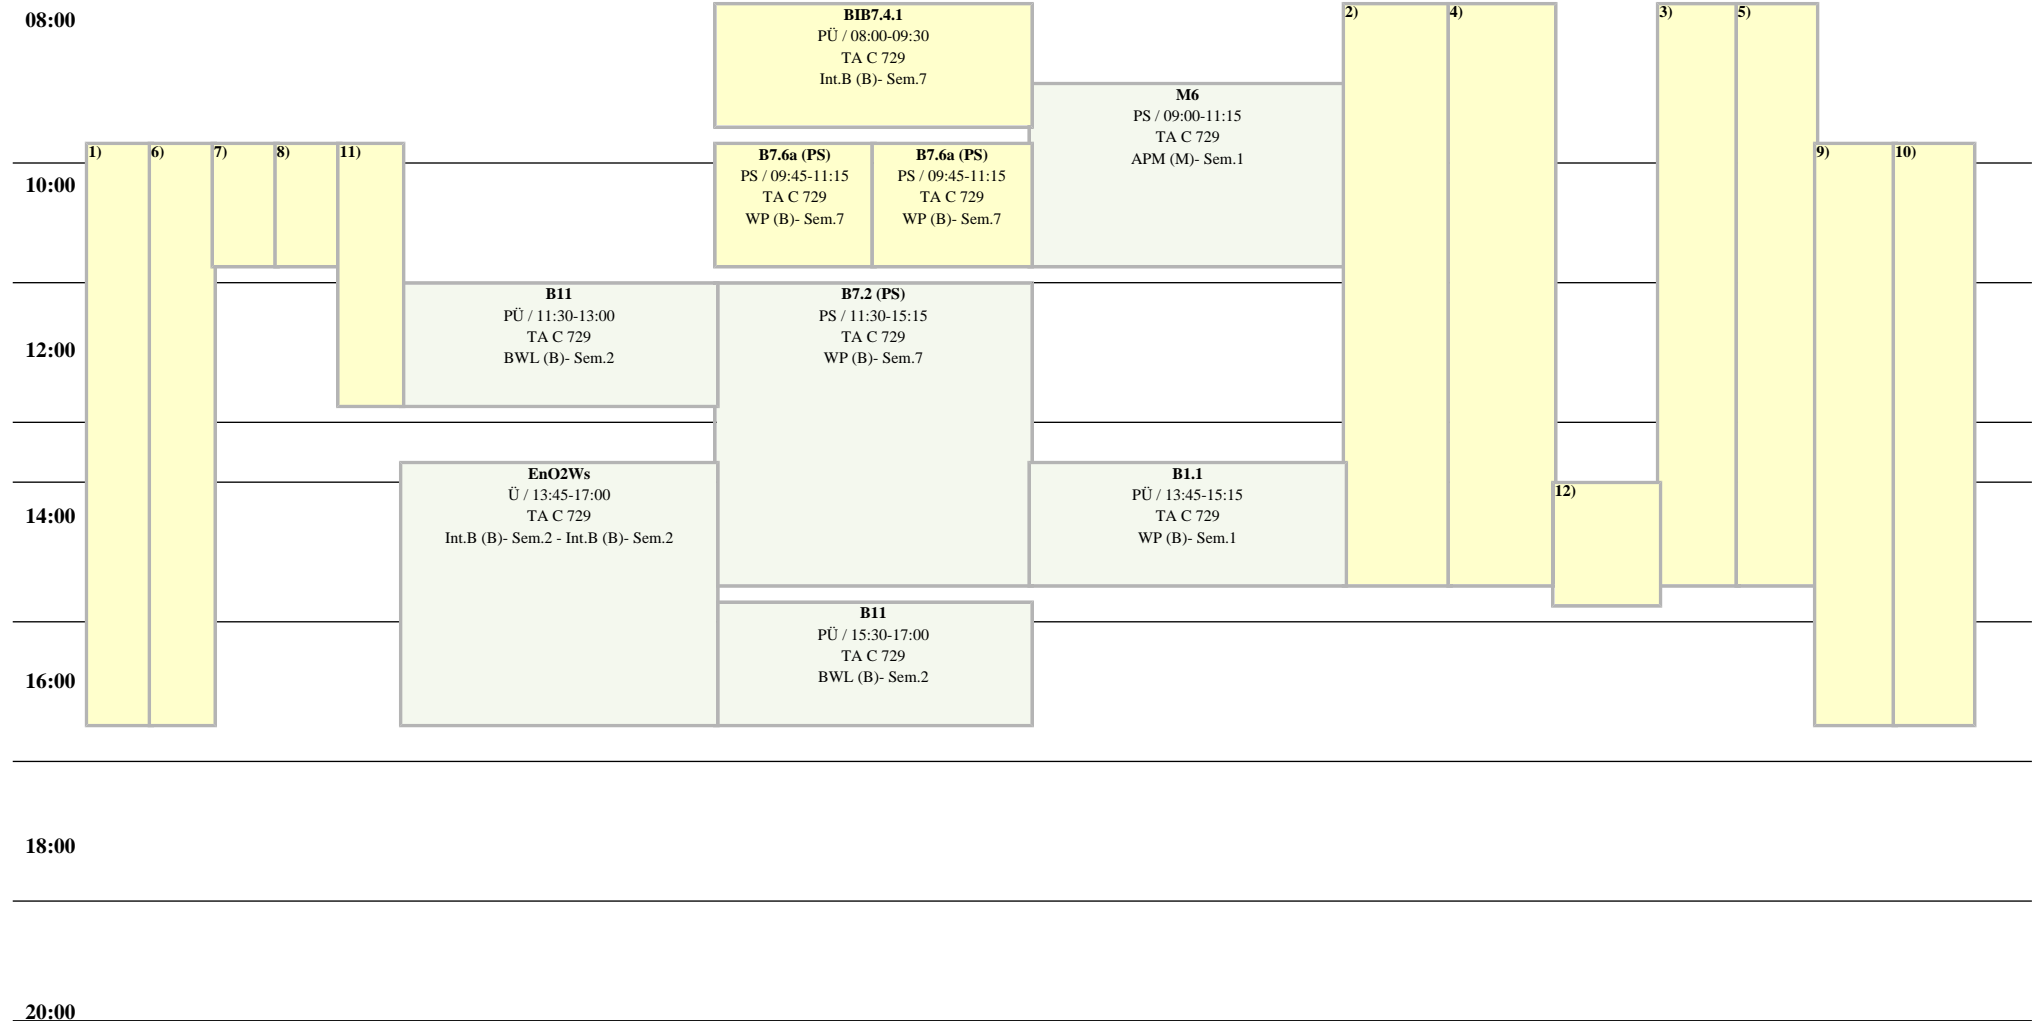 08:00
10:00
12:00
14:00
16:00
18:00
20:00
1)
6)
7)
8)
11)
B11
PÜ / 11:30-13:00
TA C 729
BWL (B)- Sem.2
EnO2Ws
Ü / 13:45-17:00
TA C 729
Int.B (B)- Sem.2 - Int.B (B)- Sem.2
BIB7.4.1
PÜ / 08:00-09:30
TA C 729
Int.B (B)- Sem.7
B7.6a (PS)
PS / 09:45-11:15
TA C 729
WP (B)- Sem.7
B7.6a (PS)
PS / 09:45-11:15
TA C 729
WP (B)- Sem.7
B7.2 (PS)
PS / 11:30-15:15
TA C 729
WP (B)- Sem.7
B11
PÜ / 15:30-17:00
TA C 729
BWL (B)- Sem.2
M6
PS / 09:00-11:15
TA C 729
APM (M)- Sem.1
B1.1
PÜ / 13:45-15:15
TA C 729
WP (B)- Sem.1
2)
4)
12)
3)
5)
9)
10)